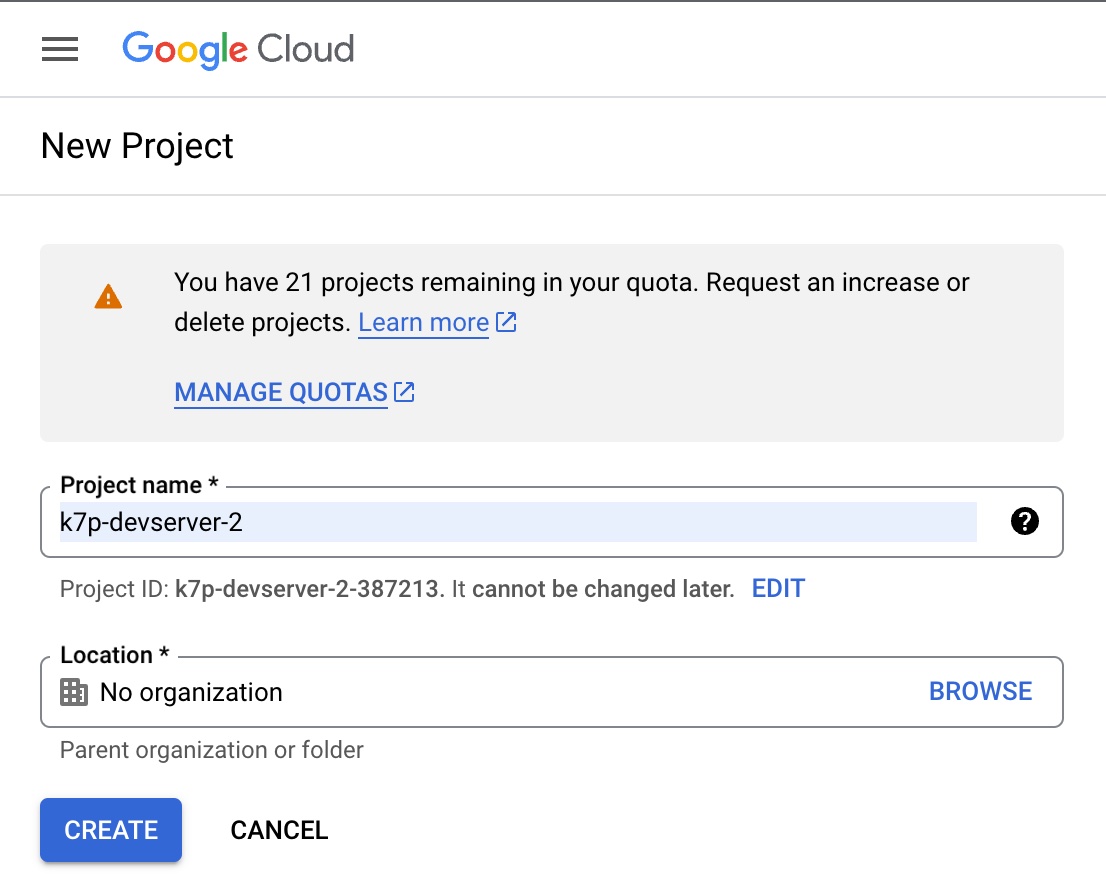 Google Cloud
New Project
You have 21 projects remaining in your quota. Request an increase or
delete projects. Learn more
MANAGE QUOTAS
Project name *
k7p-devserver-2
Project ID: k7p-devserver-2-387213. It cannot be changed later. EDIT
Location *
No organization BROWSE
Parent organization or folder
CREATE CANCEL